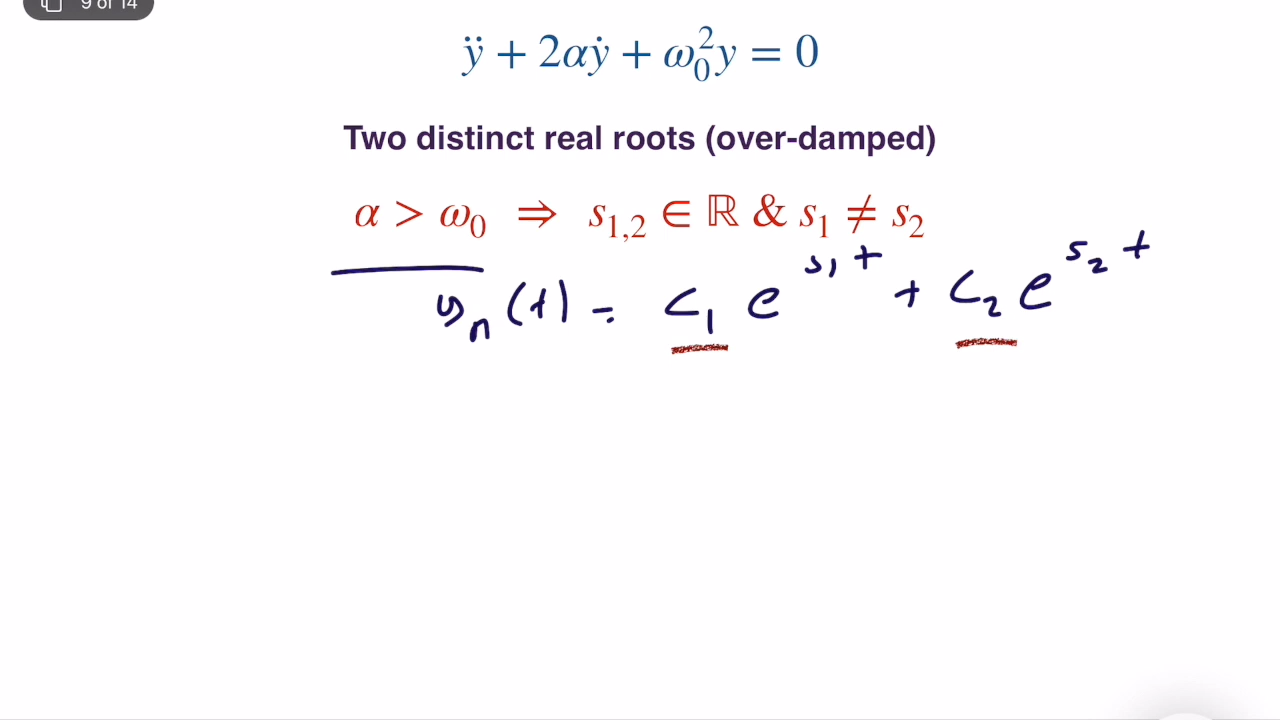 9 of 14
ÿ + 2αẏ + ω₀²y = 0
Two distinct real roots (over-damped)
α > ω₀ ⇒ s₁,₂ ∈ ℝ & s₁ ≠ s₂
yₙ(t) = C₁ e^{s₁t} + C₂ e^{s₂t}